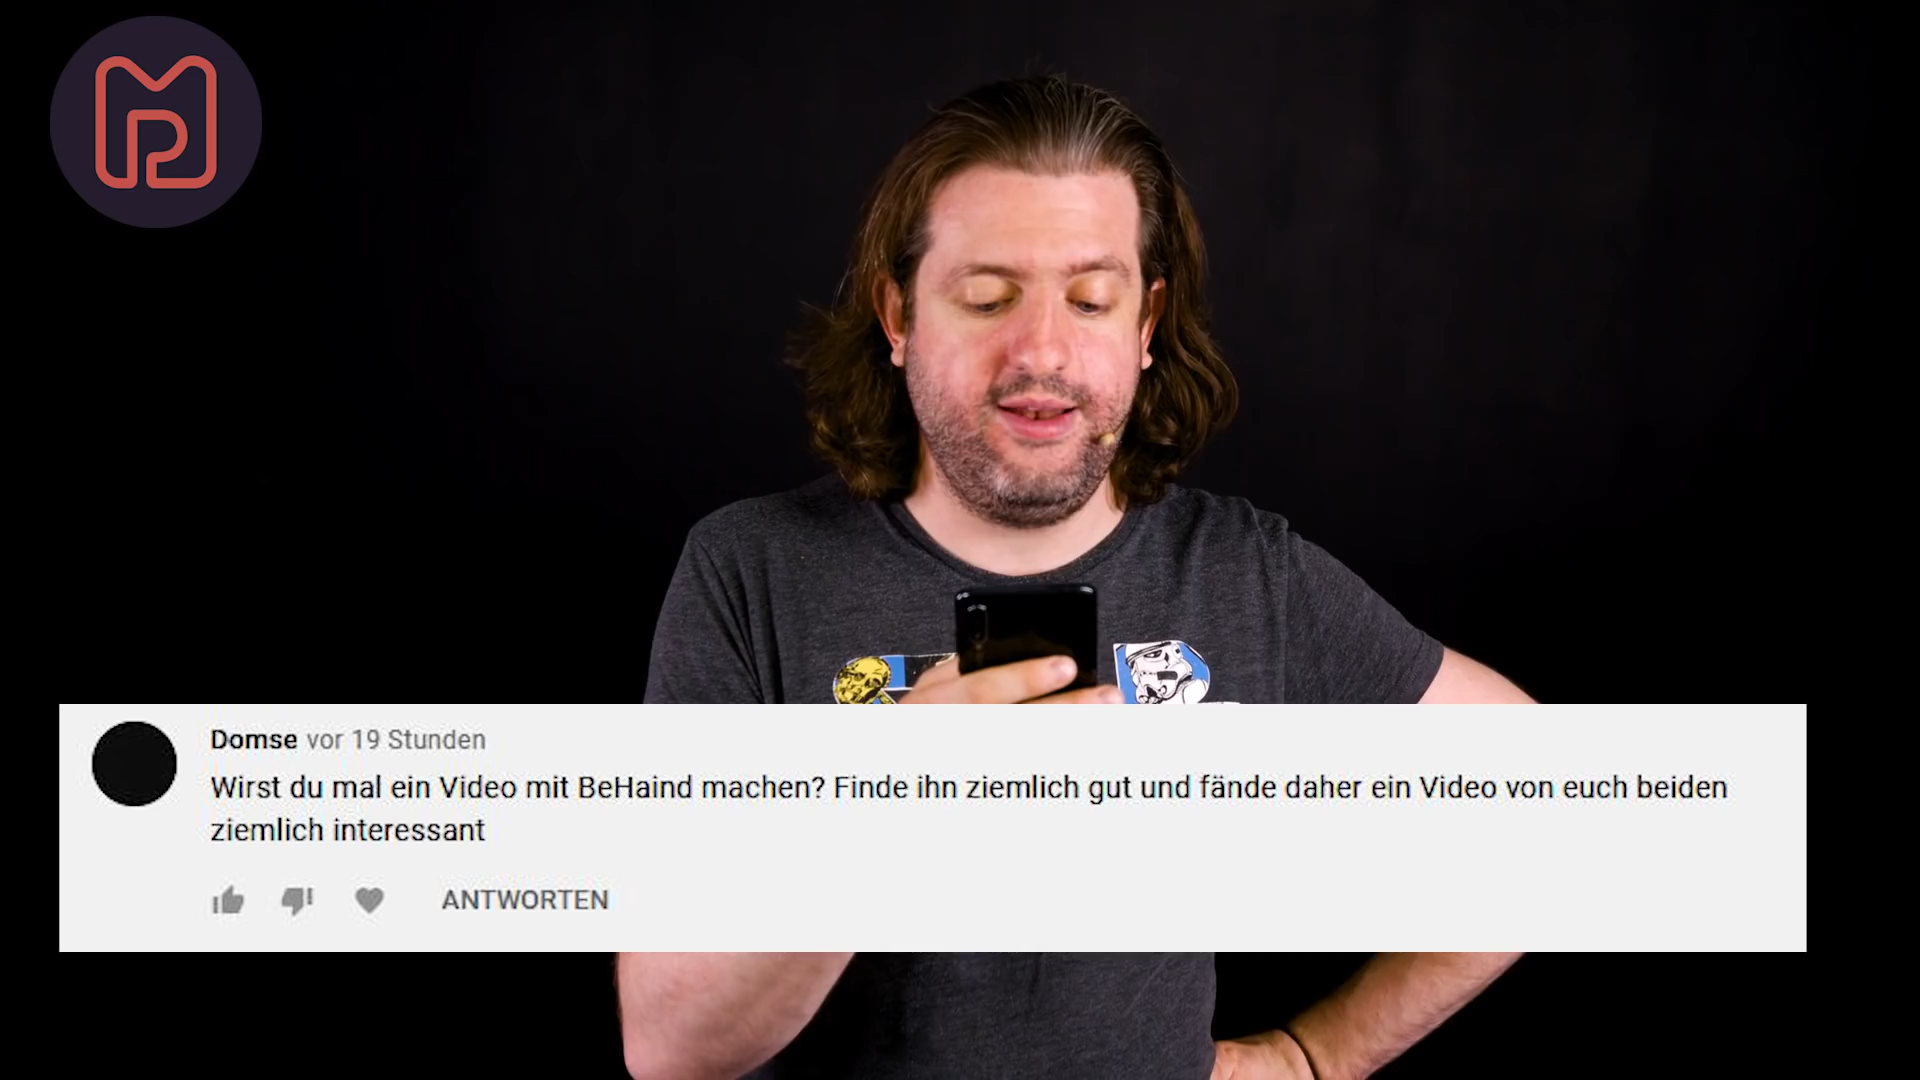 MP
Domse vor 19 Stunden
Wirst du mal ein Video mit BeHaind machen? Finde ihn ziemlich gut und fände daher ein Video von euch beiden
ziemlich interessant
ANTWORTEN